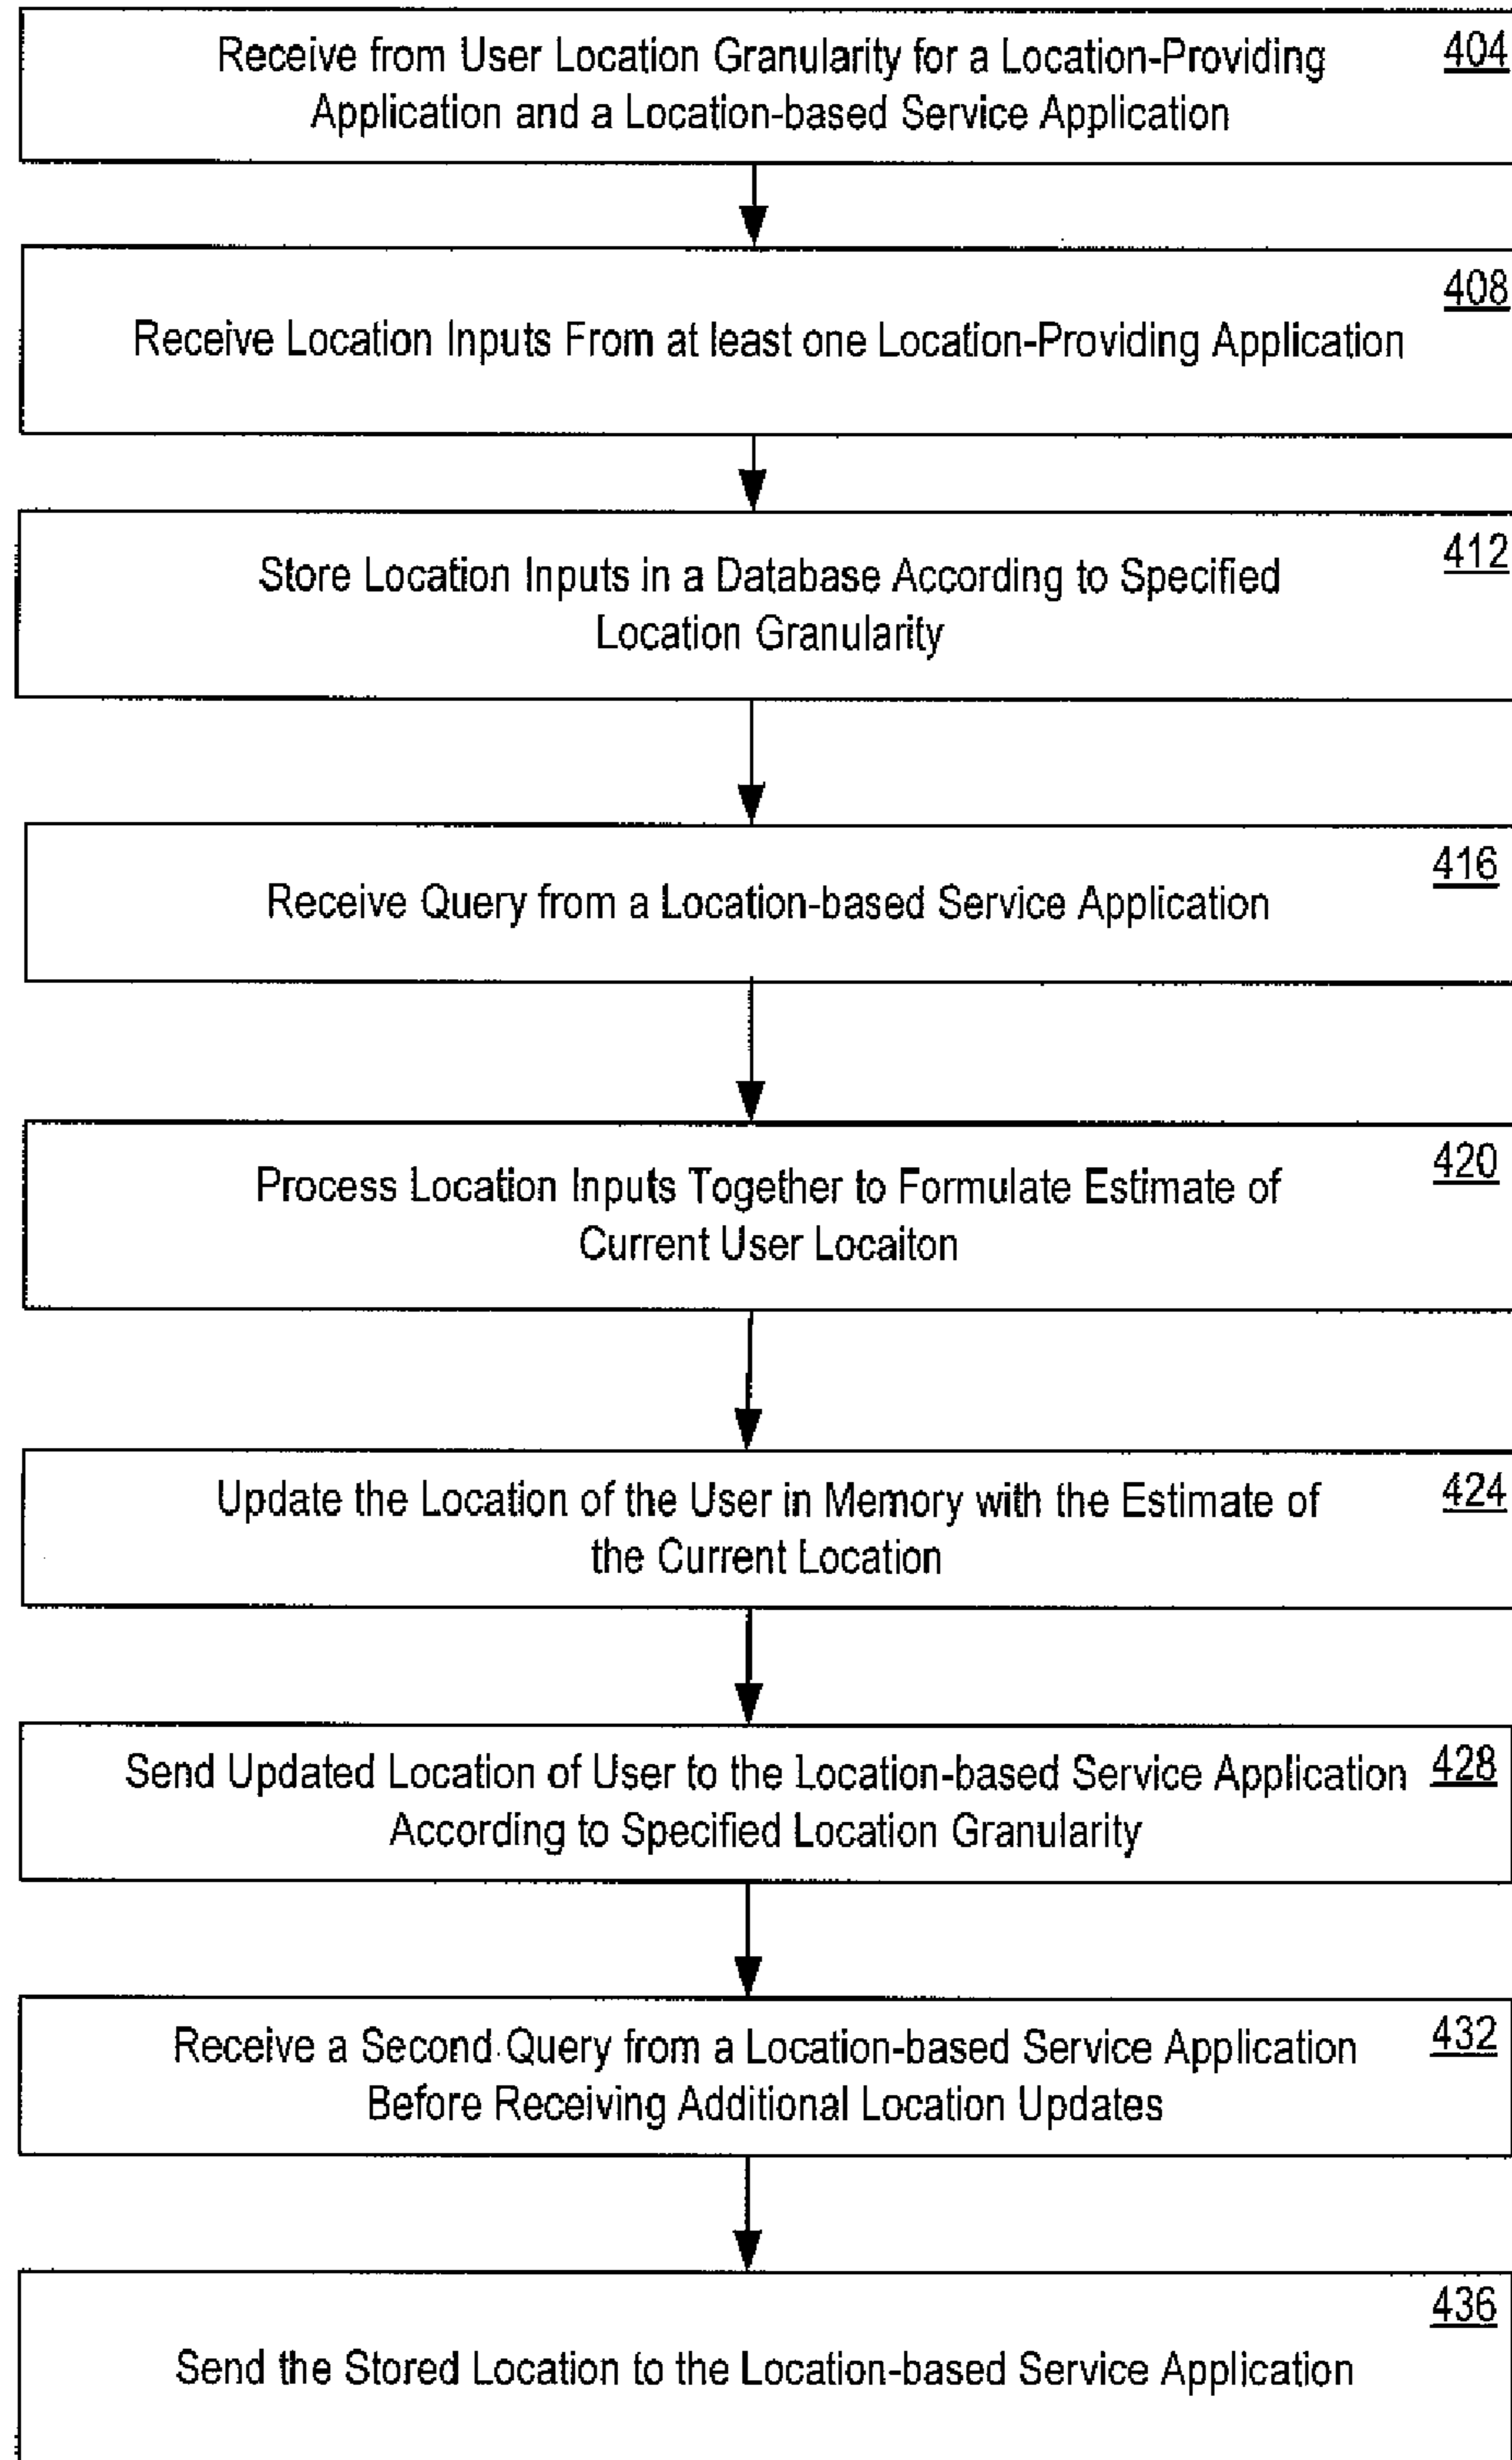 Receive from User Location Granularity for a Location-Providing 404
Application and a Location-based Service Application
408
Receive Location Inputs From at least one Location-Providing Application
Store Location Inputs in a Database According to Specified 412
Location Granularity
416
Receive Query from a Location-based Service Application
Process Location Inputs Together to Formulate Estimate of 420
Current User Locaiton
Update the Location of the User in Memory with the Estimate of 424
the Current Location
Send Updated Location of User to the Location-based Service Application 428
According to Specified Location Granularity
Receive a Second Query from a Location-based Service Application 432
Before Receiving Additional Location Updates
436
Send the Stored Location to the Location-based Service Application